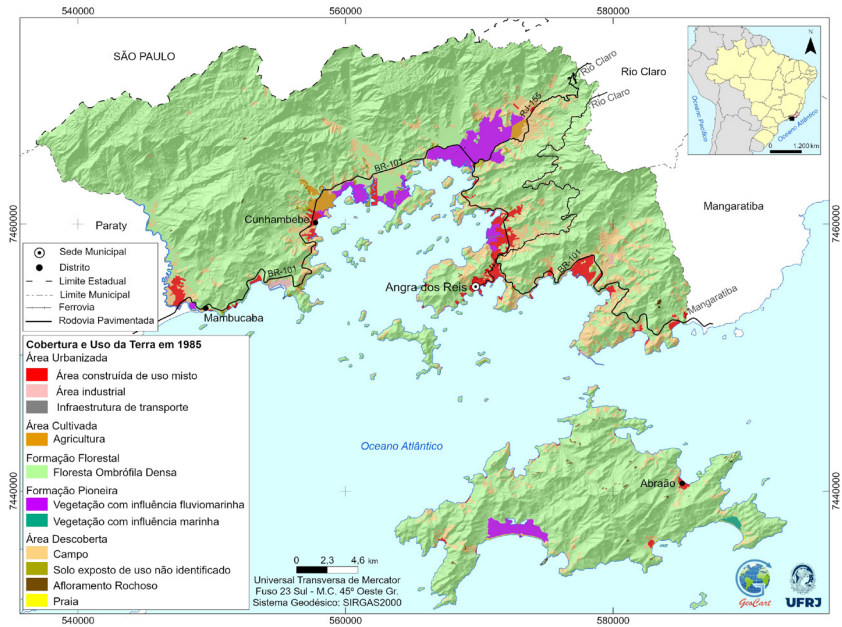 540000
560000
580000
SÃO PAULO
Rio Claro
Rio Claro
Rio Claro
RJ-155
BR-101
N
Oceano Pacífico
Oceano Atlântico
0 1.200 km
7460000
7460000
Paraty
Cunhambebe
Mangaratiba
BR-101
BR-101
Angra dos Reis
Mangaratiba
Mambucaba
Sede Municipal
Distrito
Limite Estadual
Limite Municipal
Ferrovia
Rodovia Pavimentada
Cobertura e Uso da Terra em 1985
Área Urbanizada
Área construída de uso misto
Área industrial
Infraestrutura de transporte
Área Cultivada
Agricultura
Formação Florestal
Floresta Ombrófila Densa
Formação Pioneira
Vegetação com influência fluviomarinha
Vegetação com influência marinha
Área Descoberta
Campo
Solo exposto de uso não identificado
Afloramento Rochoso
Praia
Oceano Atlântico
Abraão
7440000
7440000
0 2,3 4,6 km
Universal Transversa de Mercator
Fuso 23 Sul - M.C. 45º Oeste Gr.
Sistema Geodésico: SIRGAS2000
GeoCart
UFRJ
540000
560000
580000